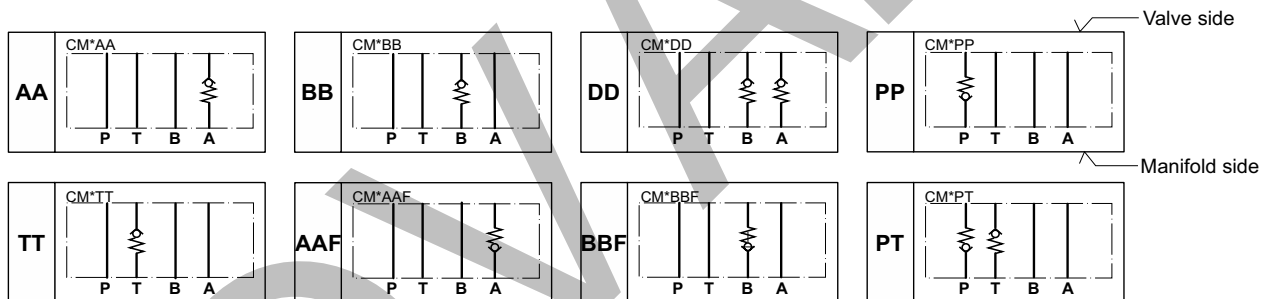 Valve side
CM*AA
AA
P T B A
CM*BB
BB
P T B A
CM*DD
DD
P T B A
CM*PP
PP
P T B A
Manifold side
CM*TT
TT
P T B A
CM*AAF
AAF
P T B A
CM*BBF
BBF
P T B A
CM*PT
PT
P T B A